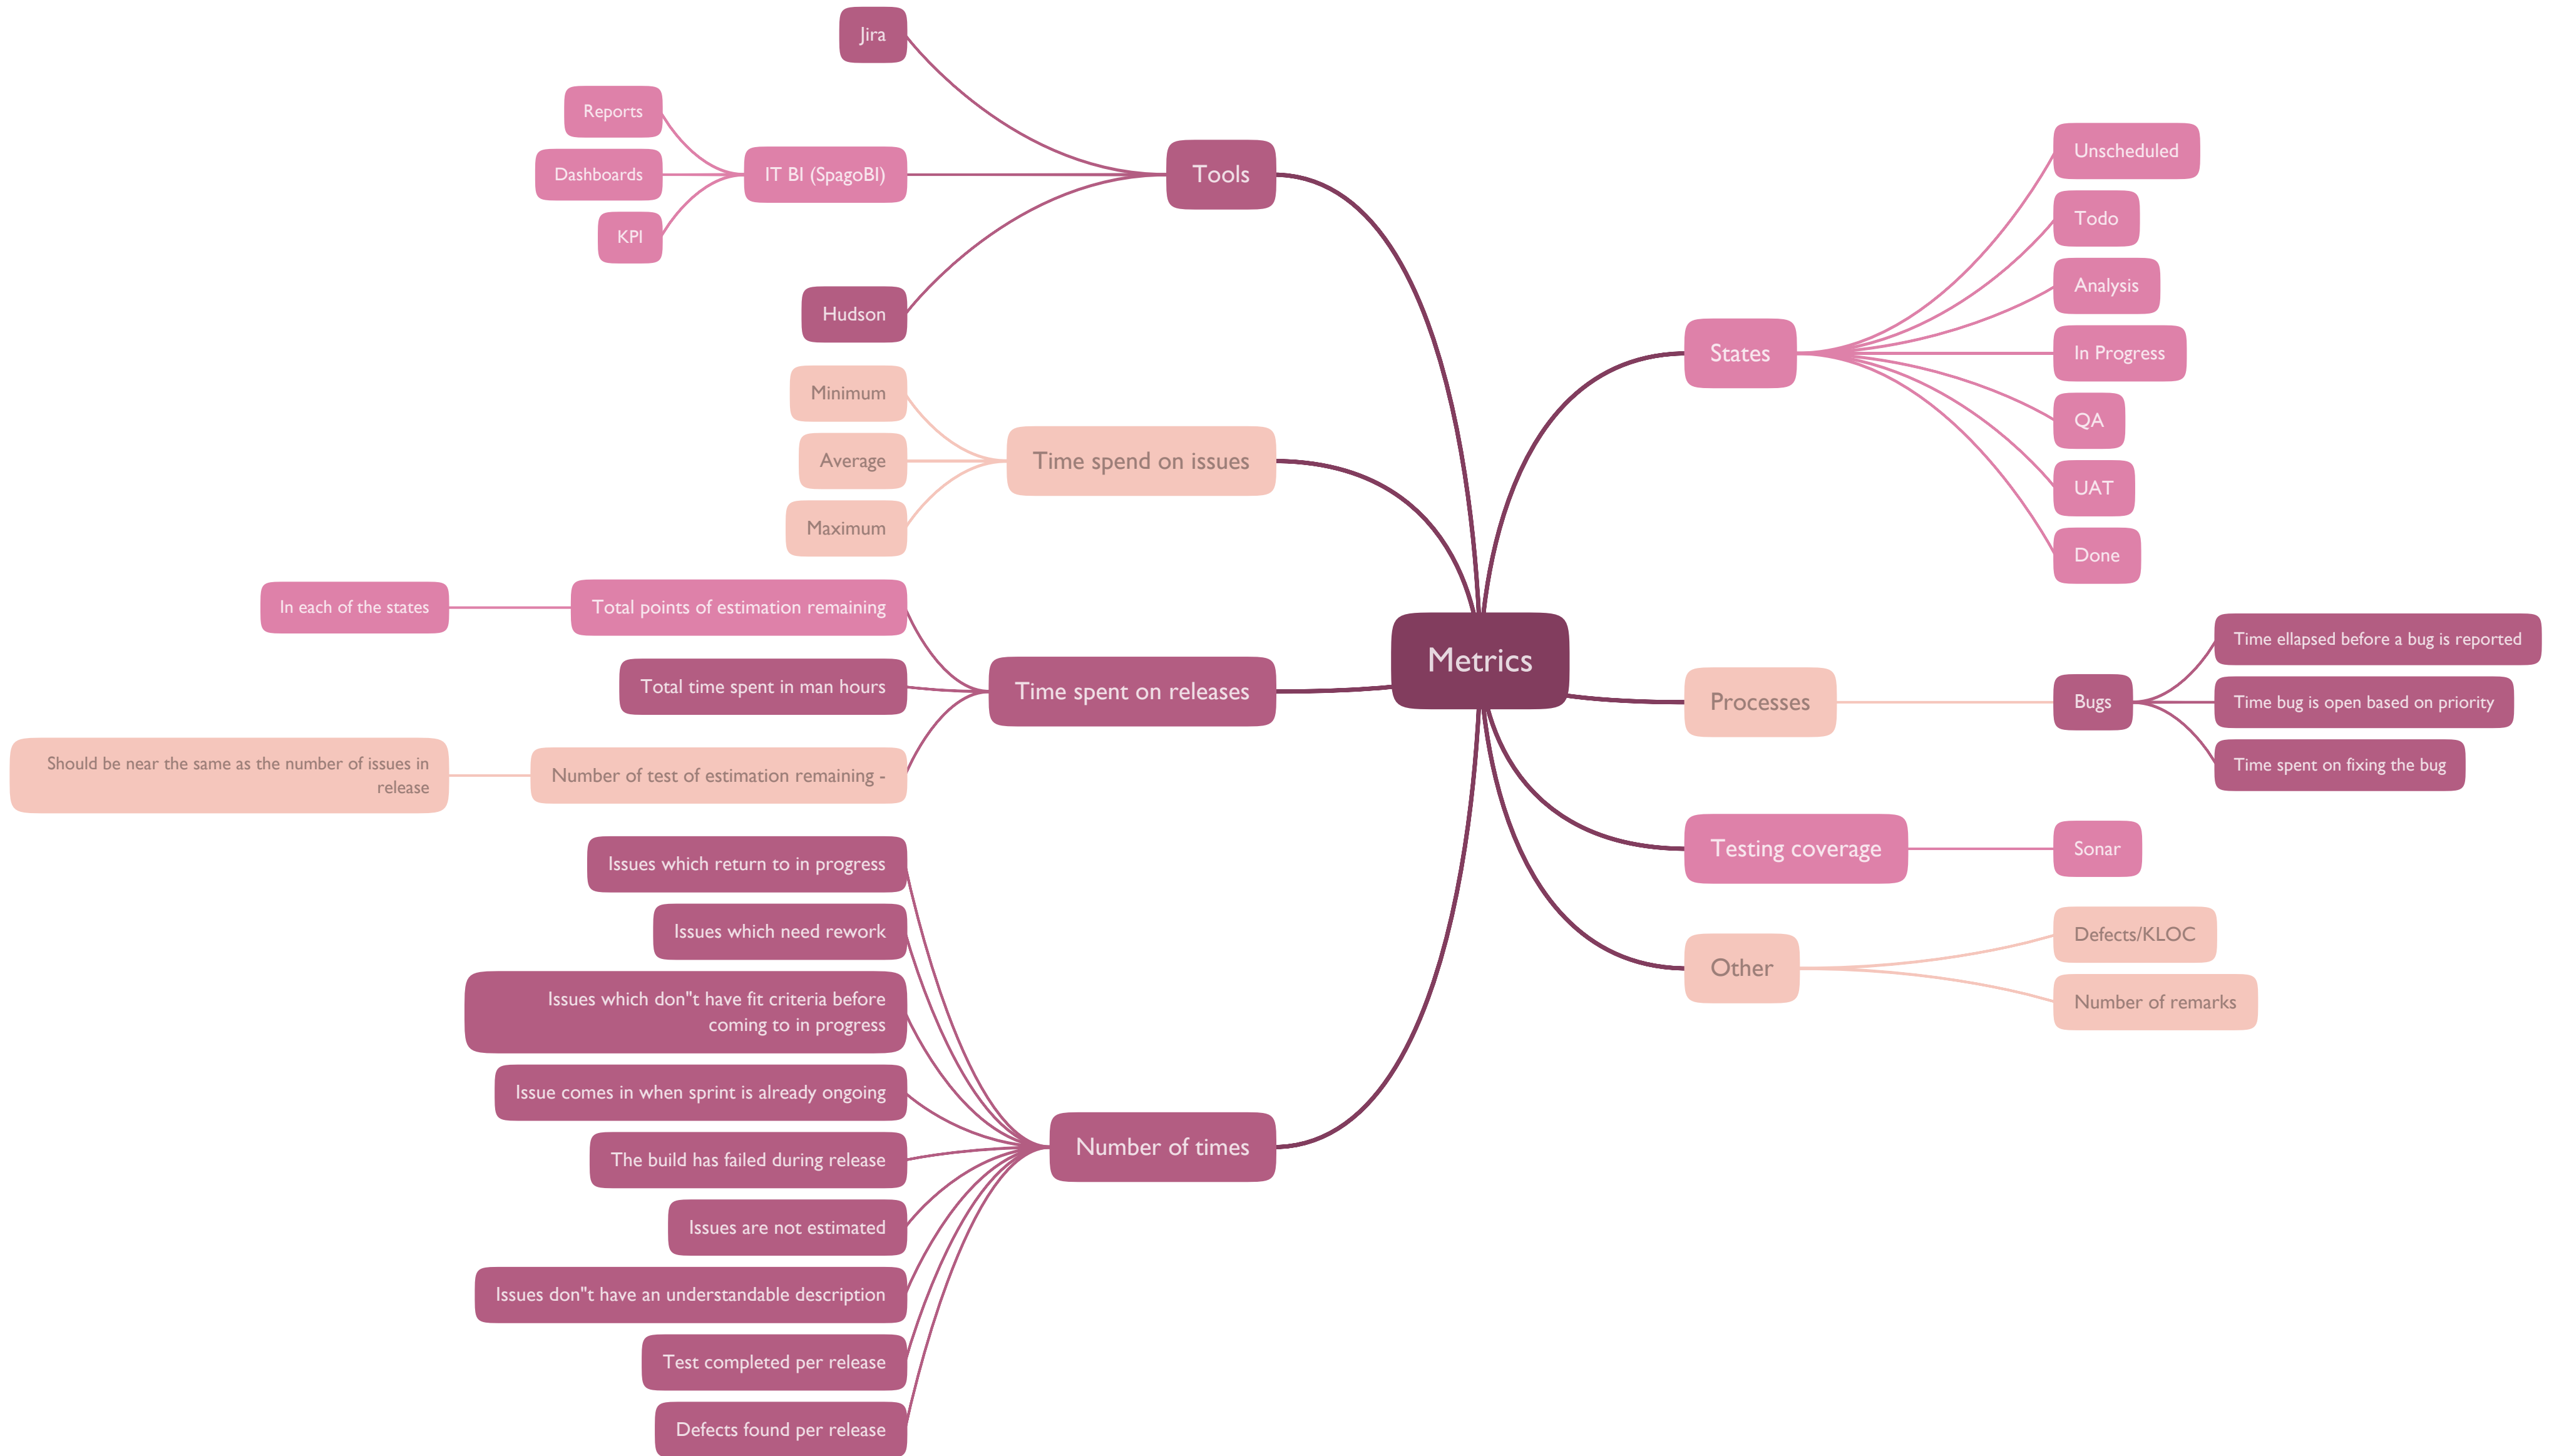 Metrics
Tools
Jira
IT BI (SpagoBI)
Reports
Dashboards
KPI
Hudson
Time spend on issues
Minimum
Average
Maximum
Time spent on releases
Total points of estimation remaining
In each of the states
Total time spent in man hours
Number of test of estimation remaining -
Should be near the same as the number of issues in
release
Number of times
Issues which return to in progress
Issues which need rework
Issues which don"t have fit criteria before
coming to in progress
Issue comes in when sprint is already ongoing
The build has failed during release
Issues are not estimated
Issues don"t have an understandable description
Test completed per release
Defects found per release
States
Unscheduled
Todo
Analysis
In Progress
QA
UAT
Done
Processes
Bugs
Time ellapsed before a bug is reported
Time bug is open based on priority
Time spent on fixing the bug
Testing coverage
Sonar
Other
Defects/KLOC
Number of remarks